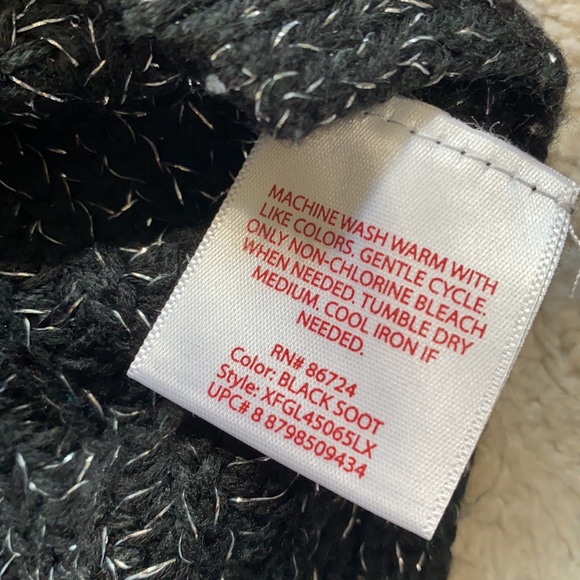 MACHINE WASH WARM WITH
LIKE COLORS. GENTLE CYCLE.
ONLY NON-CHLORINE BLEACH
WHEN NEEDED. TUMBLE DRY
MEDIUM. COOL IRON IF
NEEDED.
RN# 86724
Color: BLACK SOOT
Style: XFGL45065LX
UPC# 8 8798509434